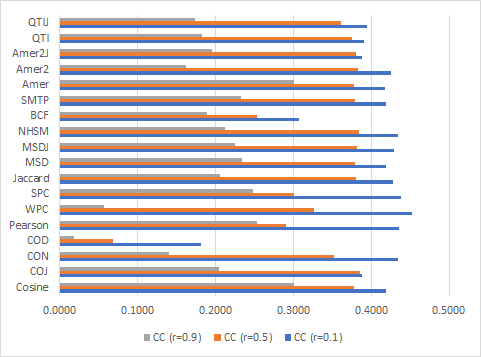 QTIJ
QTI
Amer2J
Amer2
Amer
SMTP
BCF
NHSM
MSDJ
MSD
Jaccard
SPC
WPC
Pearson
COD
CON
COJ
Cosine
0.0000 0.1000 0.2000 0.3000 0.4000 0.5000
CC (r=0.9) CC (r=0.5) CC (r=0.1)